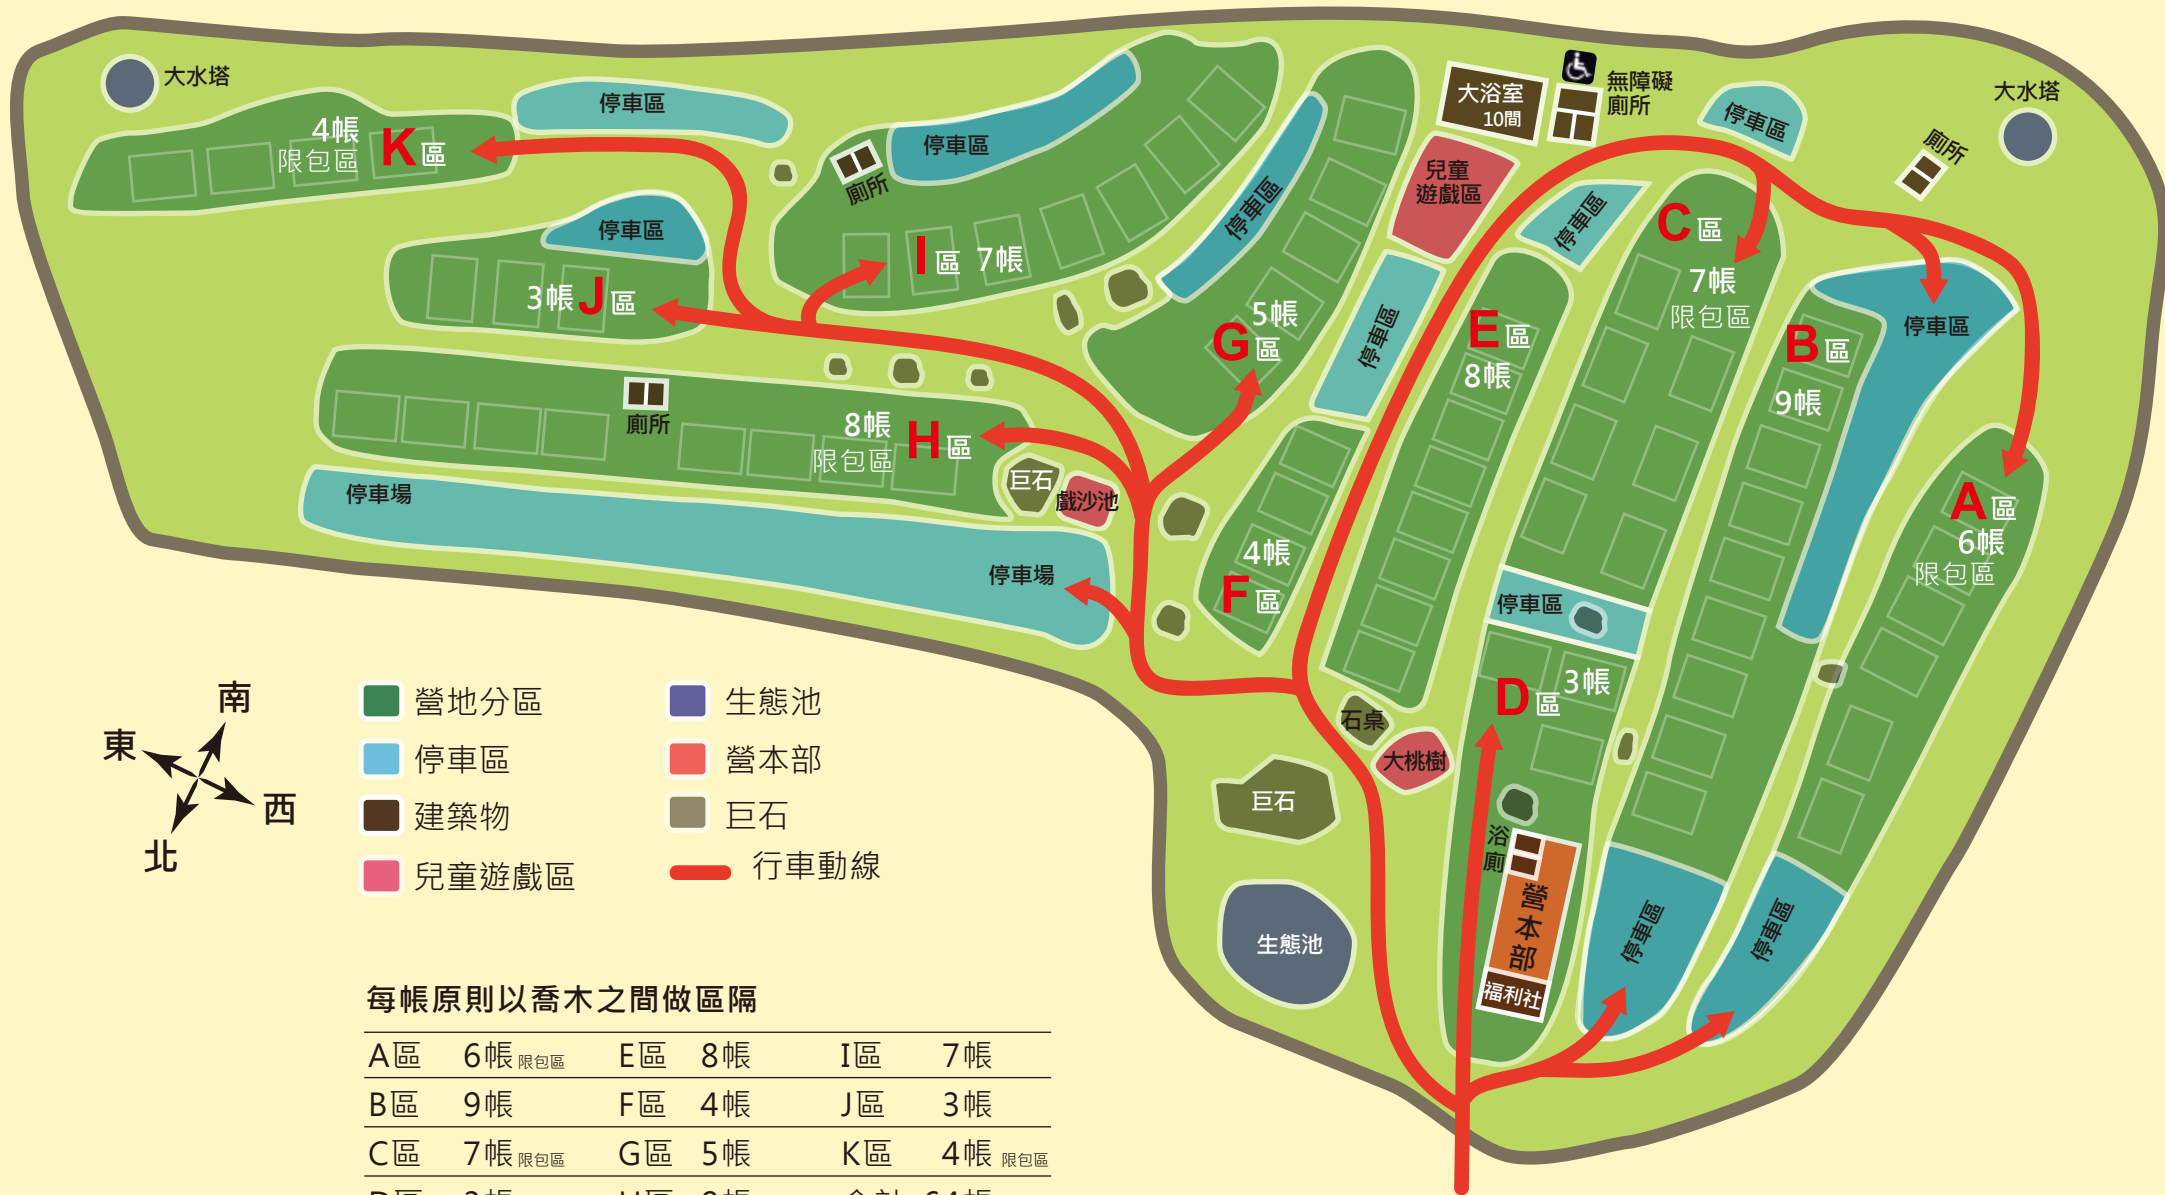 大水塔
4帳
限包區
K區
停車區
停車區
廁所
停車區
I區 7帳
3帳 J區
停車區
5帳
G區
大浴室
10間
無障礙
廁所
兒童
遊戲區
停車區
停車區
停車區
大水塔
廁所
C區
7帳
限包區
E區
8帳
B區
9帳
停車區
A區
6帳
限包區
廁所
8帳
限包區
H區
巨石
戲沙池
停車場
停車場
4帳
F區
停車區
D區
3帳
石桌
大桃樹
巨石
生態池
浴廁
營本部
福利社
停車區
停車區
南
東
西
北
營地分區
停車區
建築物
兒童遊戲區
生態池
營本部
巨石
行車動線
每帳原則以喬木之間做區隔
A區 6帳 限包區 E區 8帳 I區 7帳
B區 9帳 F區 4帳 J區 3帳
C區 7帳 限包區 G區 5帳 K區 4帳 限包區